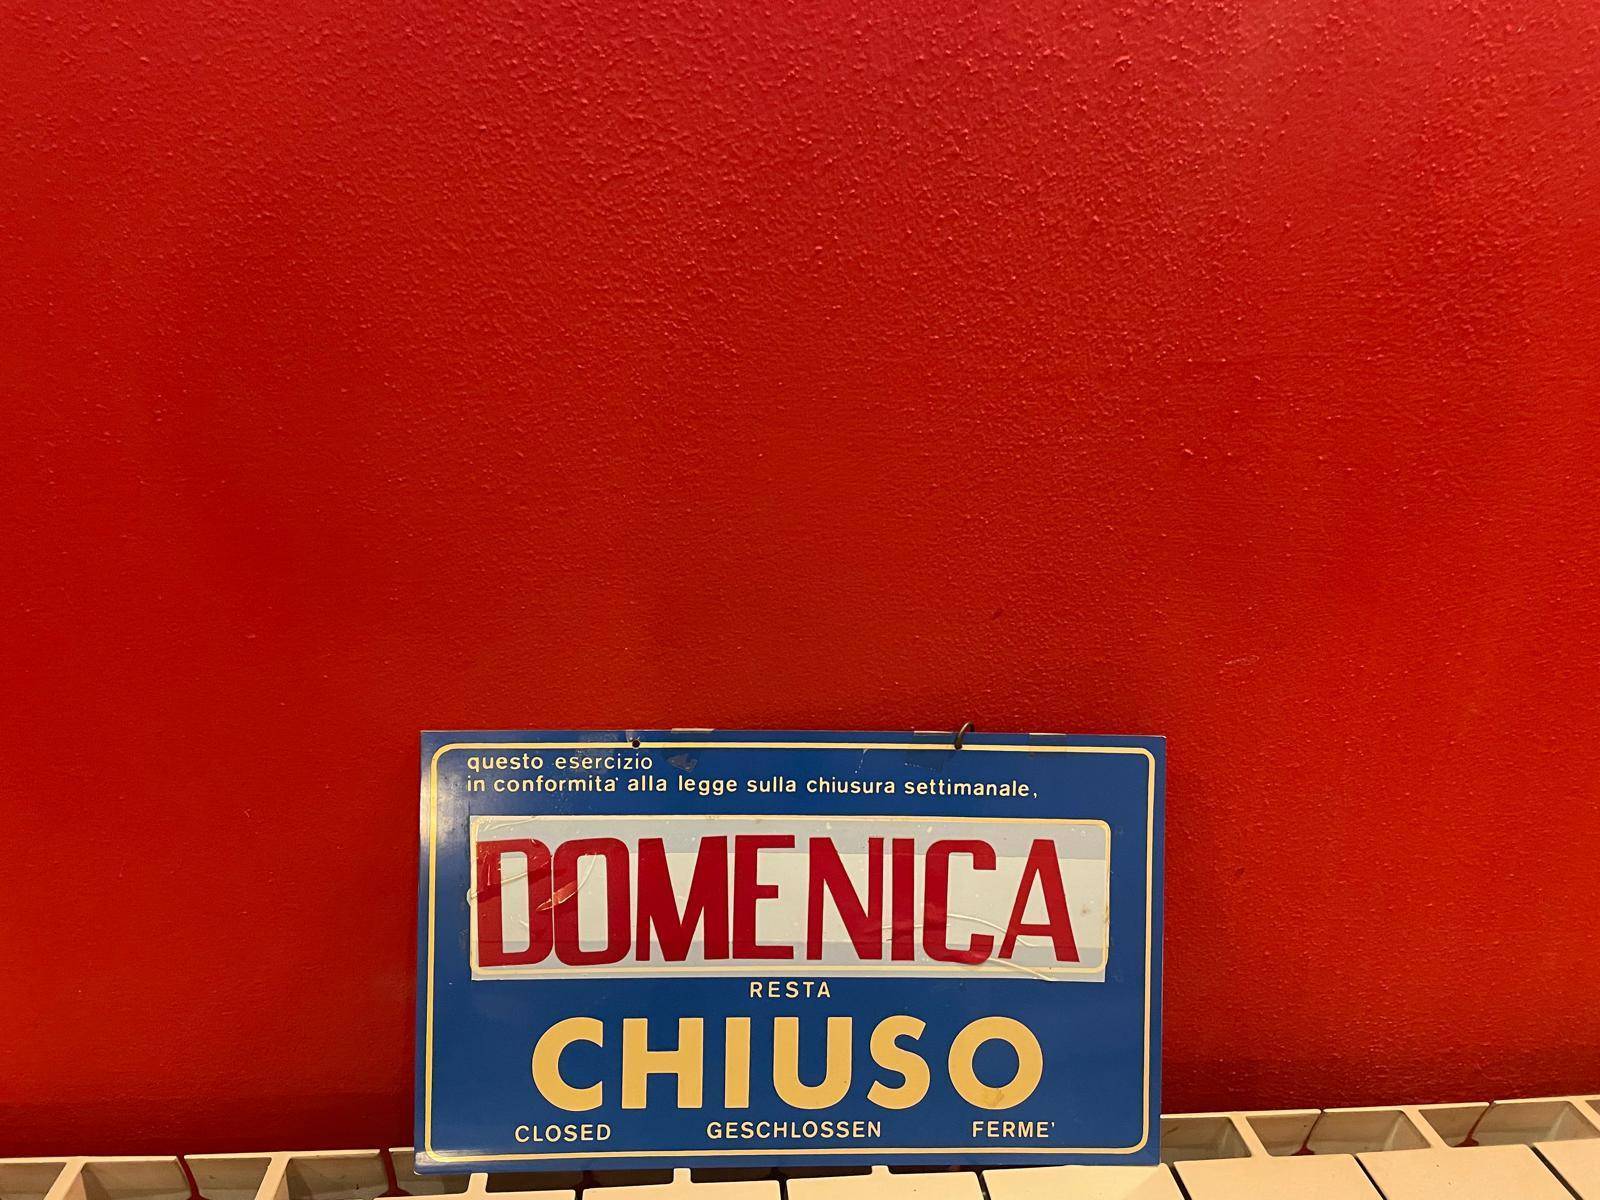 questo esercizio
in conformita' alla legge sulla chiusura settimanale,
DOMENICA
RESTA
CHIUSO
CLOSED GESCHLOSSEN FERME'